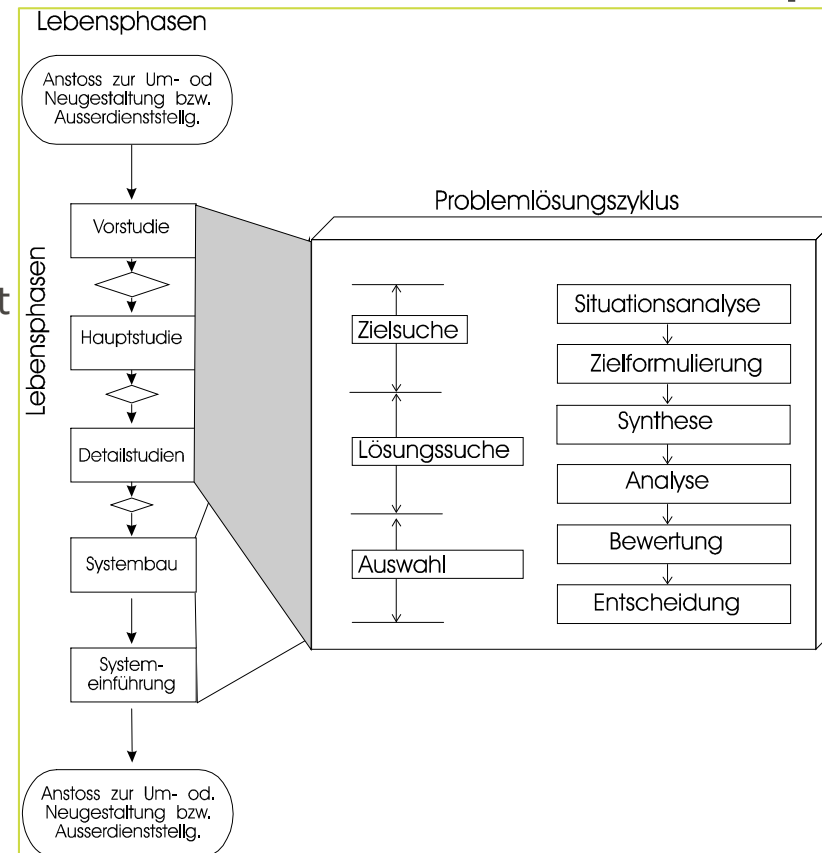 Lebensphasen
Anstoss zur Um- od
Neugestaltung bzw.
Ausserdienststellg.
Lebensphasen
Vorstudie
Hauptstudie
Detailstudien
Systembau
System-
einführung
Anstoss zur Um- od.
Neugestaltung bzw.
Ausserdienststellg.
t
Problemlösungszyklus
Zielsuche
Lösungssuche
Auswahl
Situationsanalyse
Zielformulierung
Synthese
Analyse
Bewertung
Entscheidung